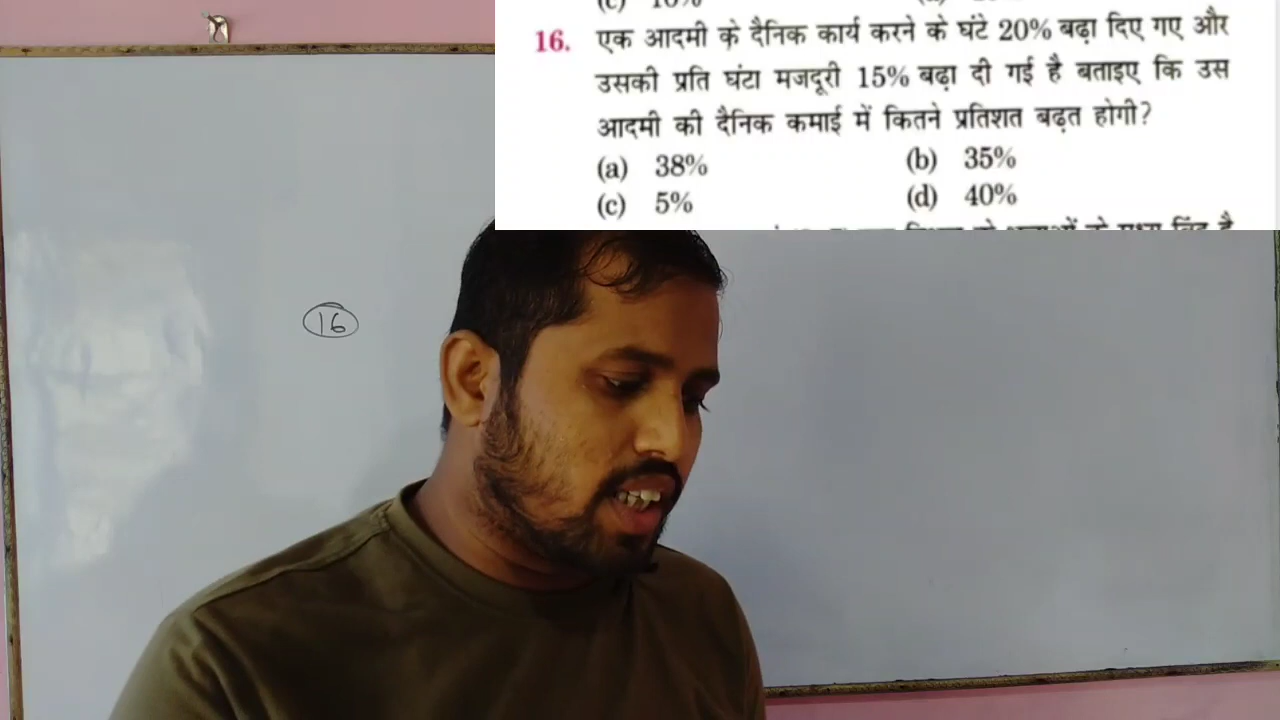 (c) 10%
16. एक आदमी के दैनिक कार्य करने के घंटे 20% बढ़ा दिए गए और
उसकी प्रति घंटा मजदूरी 15% बढ़ा दी गई है बताइए कि उस
आदमी की दैनिक कमाई में कितने प्रतिशत बढ़त होगी?
(a) 38% (b) 35%
(c) 5% (d) 40%
16